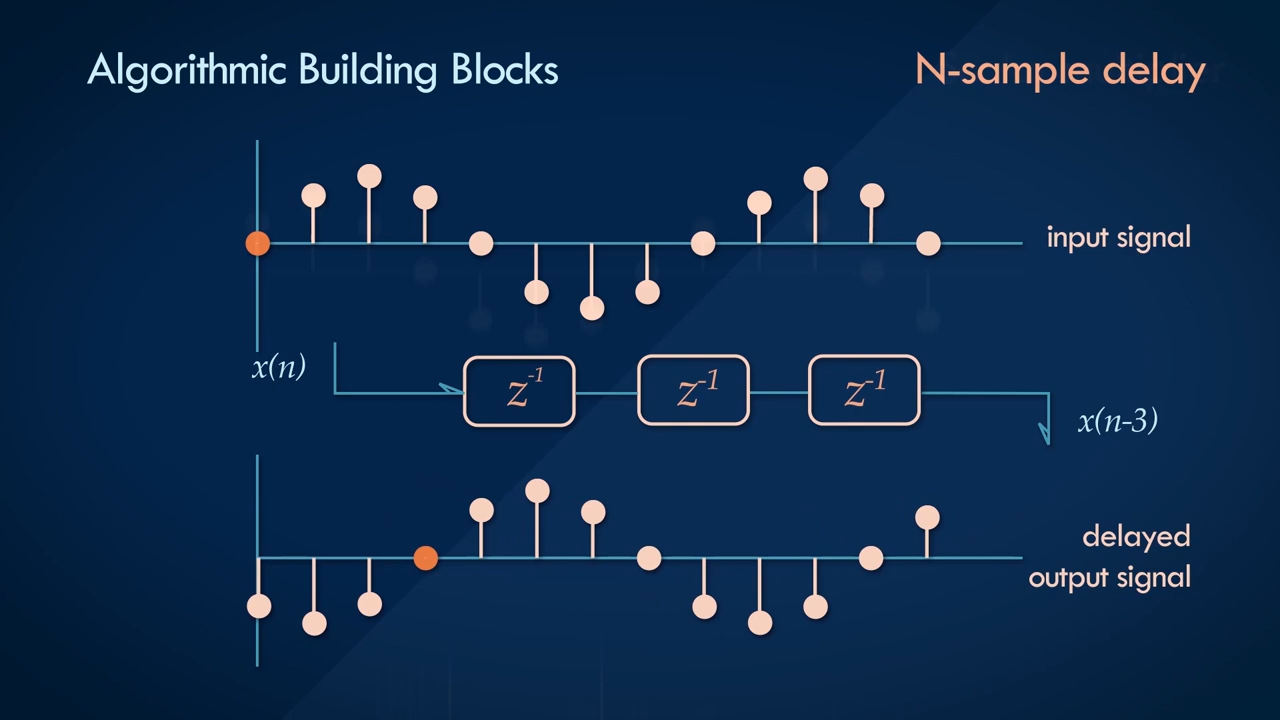 Algorithmic Building Blocks
N-sample delay
input signal
x(n)
z-1
z-1
z-1
x(n-3)
delayed
output signal